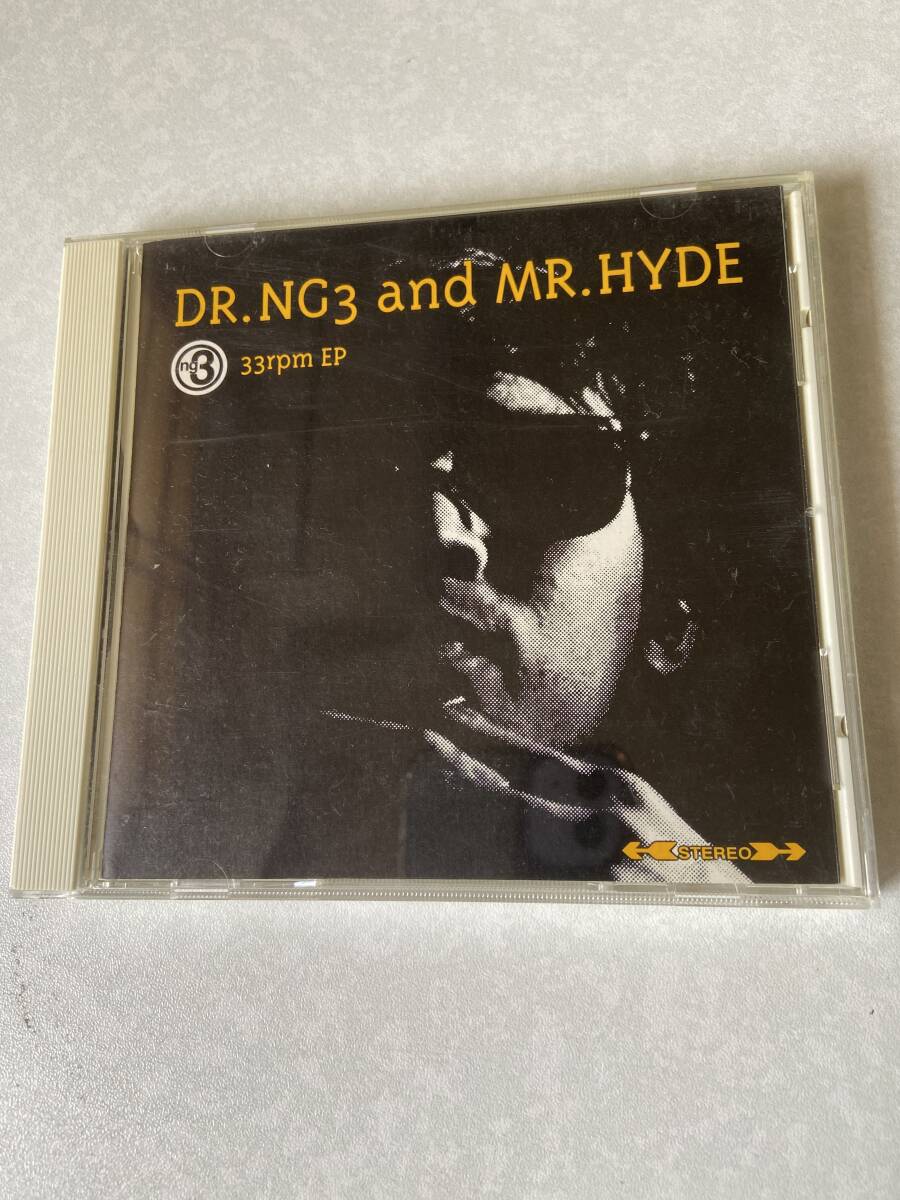 DR.NG3 and MR.HYDE
ng3 33rpm EP
STEREO